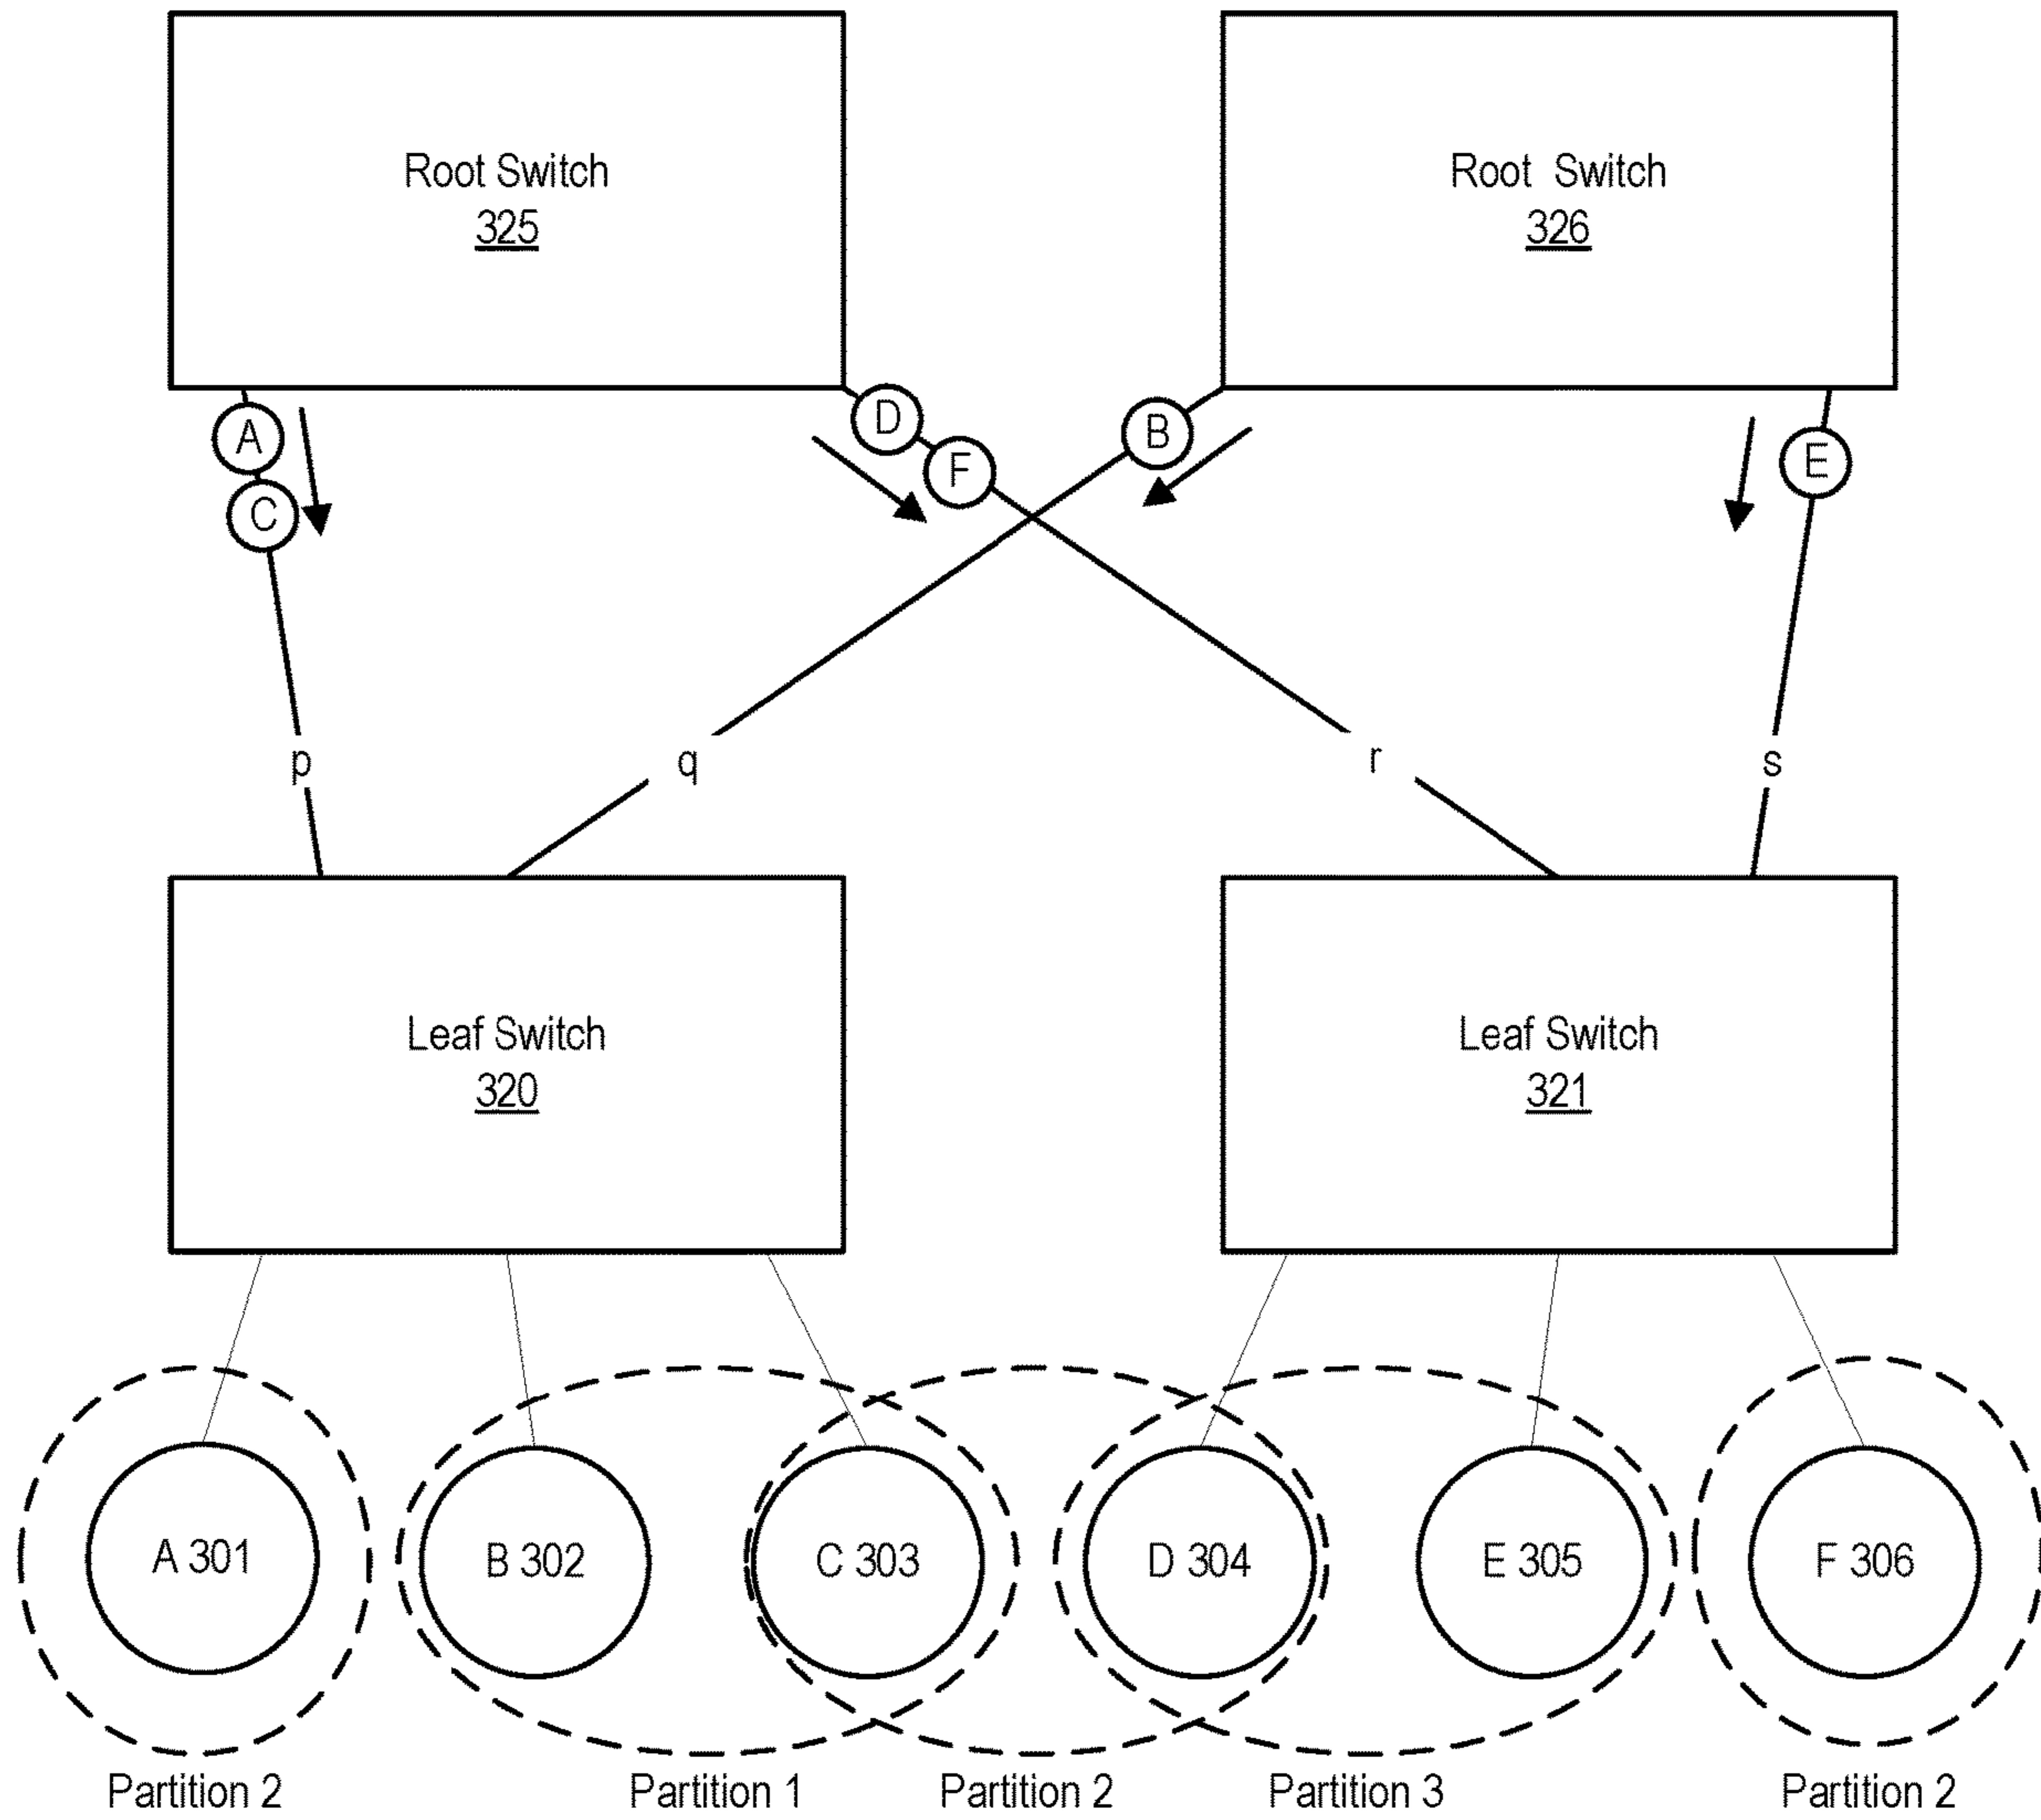 Root Switch
325
Root Switch
326
A
C
D
F
B
E
p
q
r
s
Leaf Switch
320
Leaf Switch
321
A 301
B 302
C 303
D 304
E 305
F 306
Partition 2
Partition 1
Partition 2
Partition 3
Partition 2